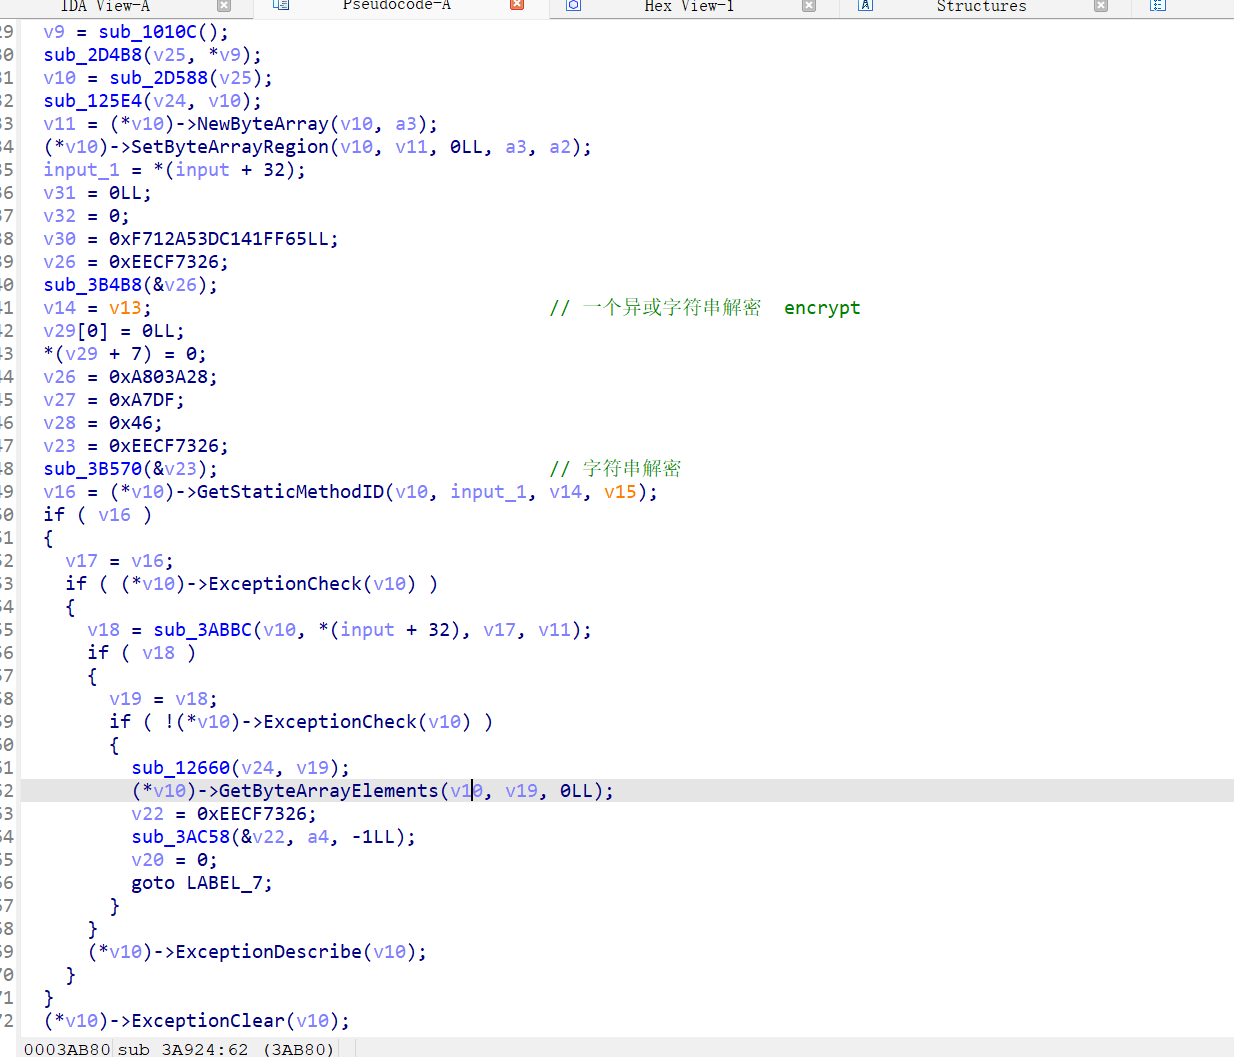 IDA View-A Pseudocode-A Hex View-1 Structures
29 v9 = sub_1010C();
30 sub_2D4B8(v25, *v9);
31 v10 = sub_2D588(v25);
32 sub_125E4(v24, v10);
33 v11 = (*v10)->NewByteArray(v10, a3);
34 (*v10)->SetByteArrayRegion(v10, v11, 0LL, a3, a2);
35 input_1 = *(input + 32);
36 v31 = 0LL;
37 v32 = 0;
38 v30 = 0xF712A53DC141FF65LL;
39 v26 = 0xEECF7326;
40 sub_3B4B8(&v26);
41 v14 = v13; // 一个异或字符串解密 encrypt
42 v29[0] = 0LL;
43 *(v29 + 7) = 0;
44 v26 = 0xA803A28;
45 v27 = 0xA7DF;
46 v28 = 0x46;
47 v23 = 0xEECF7326;
48 sub_3B570(&v23); // 字符串解密
49 v16 = (*v10)->GetStaticMethodID(v10, input_1, v14, v15);
50 if ( v16 )
51 {
52 v17 = v16;
53 if ( (*v10)->ExceptionCheck(v10) )
54 {
55 v18 = sub_3ABBC(v10, *(input + 32), v17, v11);
56 if ( v18 )
57 {
58 v19 = v18;
59 if ( !(*v10)->ExceptionCheck(v10) )
60 {
61 sub_12660(v24, v19);
62 (*v10)->GetByteArrayElements(v10, v19, 0LL);
63 v22 = 0xEECF7326;
64 sub_3AC58(&v22, a4, -1LL);
65 v20 = 0;
66 goto LABEL_7;
67 }
68 }
69 (*v10)->ExceptionDescribe(v10);
70 }
71 }
72 (*v10)->ExceptionClear(v10);
0003AB80 sub_3A924:62 (3AB80)